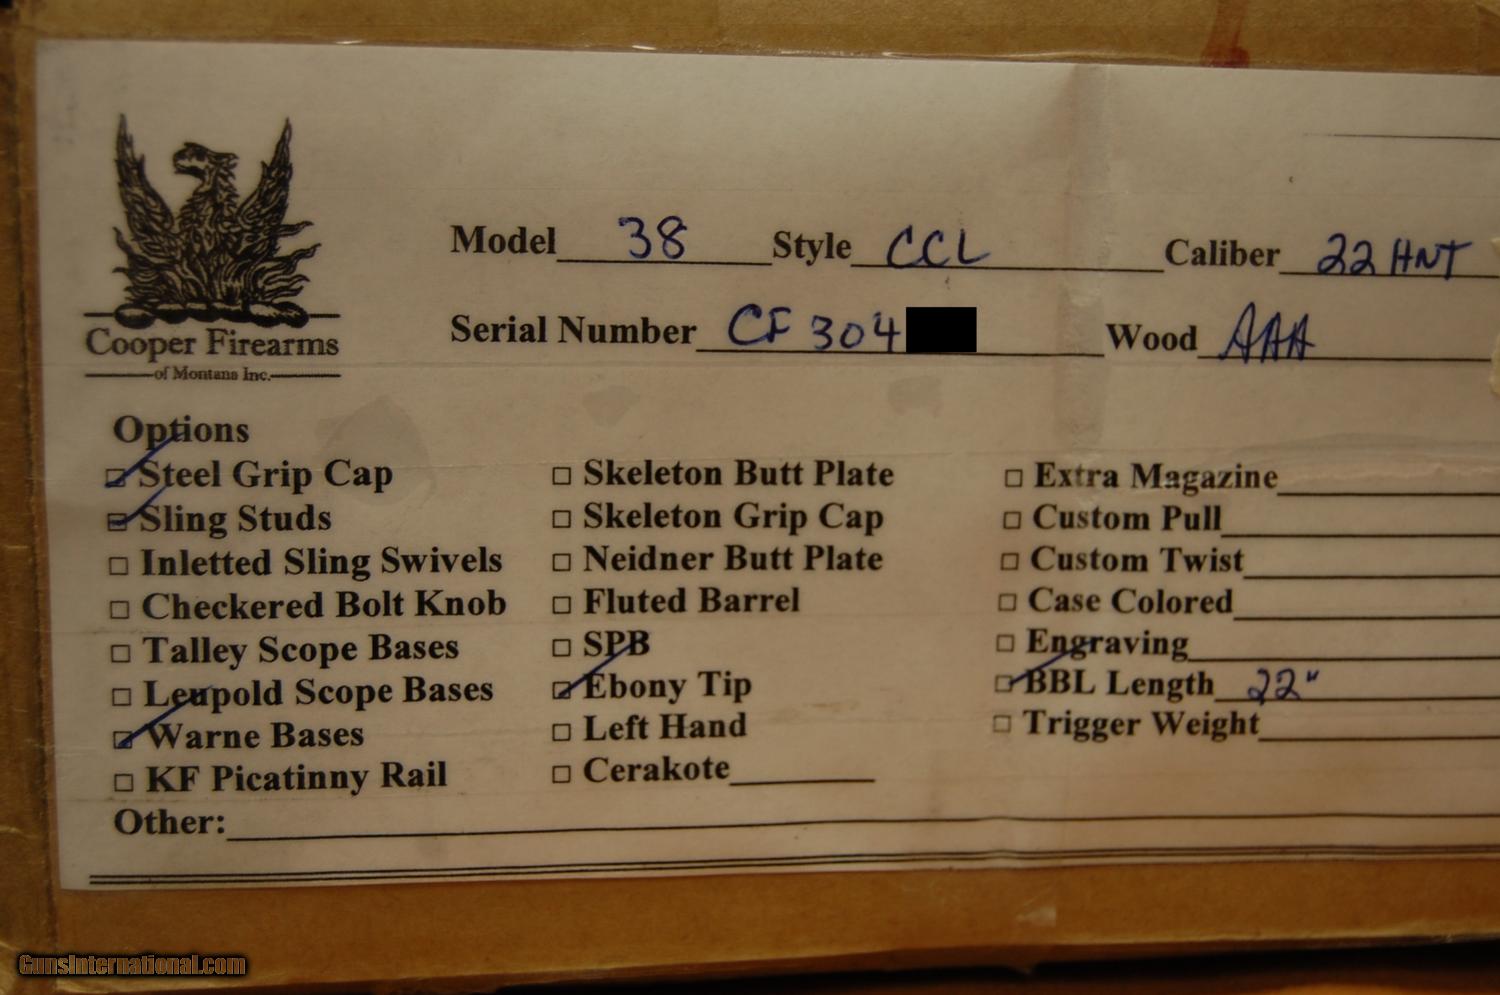 Model 38 Style CCL Caliber 22 HNT
Serial Number CF 304 Wood AAA
Cooper Firearms
of Montana Inc.
Options
Steel Grip Cap
Sling Studs
Inletted Sling Swivels
Checkered Bolt Knob
Talley Scope Bases
Leupold Scope Bases
Warne Bases
KF Picatinny Rail
Skeleton Butt Plate
Skeleton Grip Cap
Neidner Butt Plate
Fluted Barrel
SPB
Ebony Tip
Left Hand
Cerakote
Extra Magazine
Custom Pull
Custom Twist
Case Colored
Engraving
BBL Length 22"
Trigger Weight
Other:
GunsInternational.com